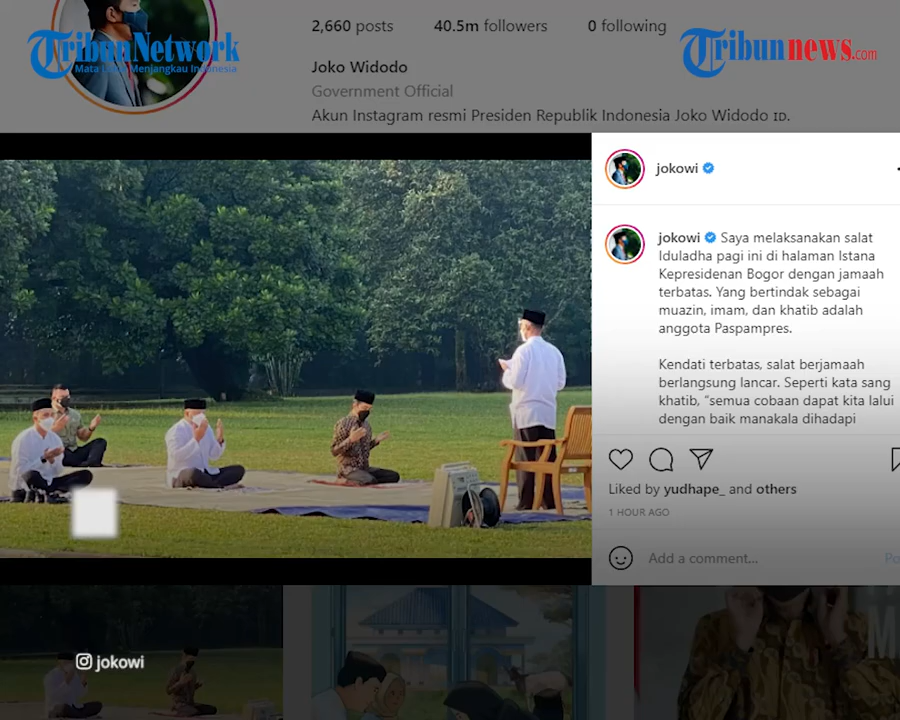 2,660 posts 40.5m followers 0 following
TribunNetwork
Mata Lokal Menjangkau Indonesia
Tribunnews.com
Joko Widodo
Government Official
Akun Instagram resmi Presiden Republik Indonesia Joko Widodo ID.
jokowi
jokowi Saya melaksanakan salat
Iduladha pagi ini di halaman Istana
Kepresidenan Bogor dengan jamaah
terbatas. Yang bertindak sebagai
muazin, imam, dan khatib adalah
anggota Paspampres.
Kendati terbatas, salat berjamaah
berlangsung lancar. Seperti kata sang
khatib, “semua cobaan dapat kita lalui
dengan baik manakala dihadapi
Liked by yudhape_ and others
1 HOUR AGO
Add a comment...
jokowi